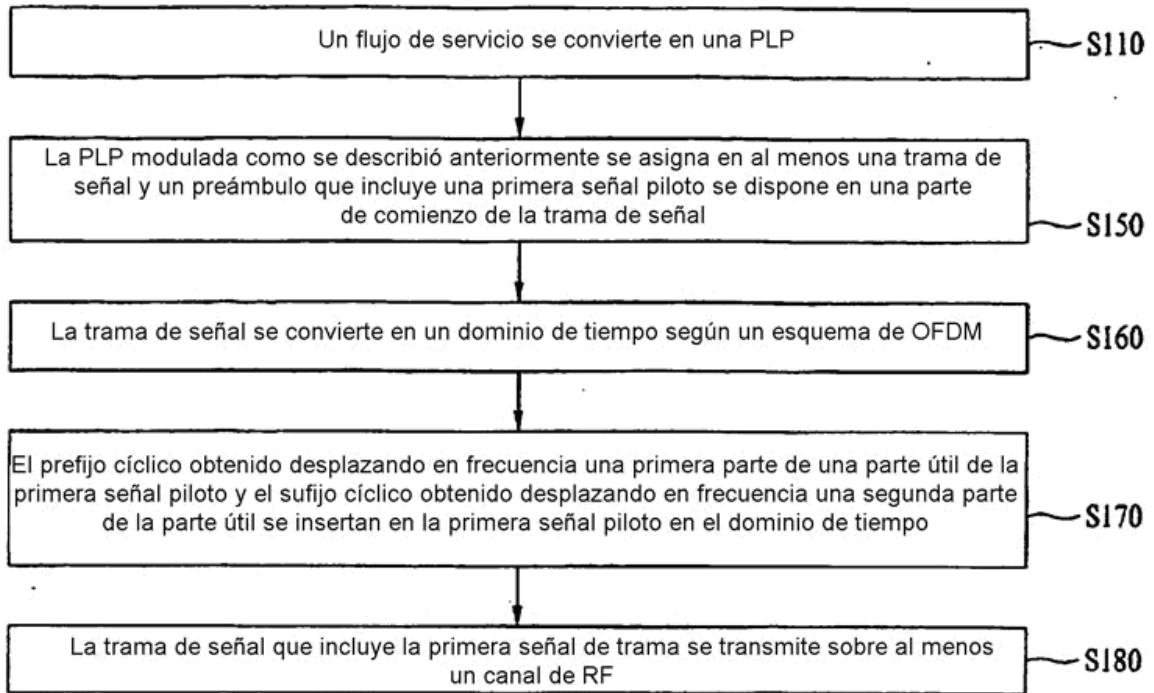 Un flujo de servicio se convierte en una PLP
S110
La PLP modulada como se describió anteriormente se asigna en al menos una trama de
señal y un preámbulo que incluye una primera señal piloto se dispone en una parte
de comienzo de la trama de señal
S150
La trama de señal se convierte en un dominio de tiempo según un esquema de OFDM
S160
El prefijo cíclico obtenido desplazando en frecuencia una primera parte de una parte útil de la
primera señal piloto y el sufijo cíclico obtenido desplazando en frecuencia una segunda parte
de la parte útil se insertan en la primera señal piloto en el dominio de tiempo
S170
La trama de señal que incluye la primera señal de trama se transmite sobre al menos
un canal de RF
S180